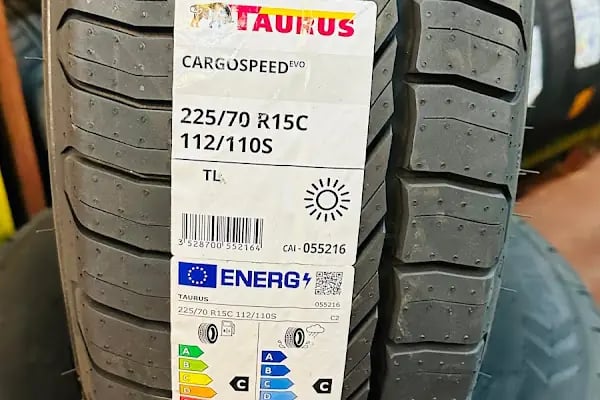 TAURUS
CARGOSPEED EVO
225/70 R15C
112/110S
TL
3 528700 552164
CAI - 055216
ENERG
TAURUS 055216
225/70 R15C 112/110S C2
A A
B B
C C
D D
C C